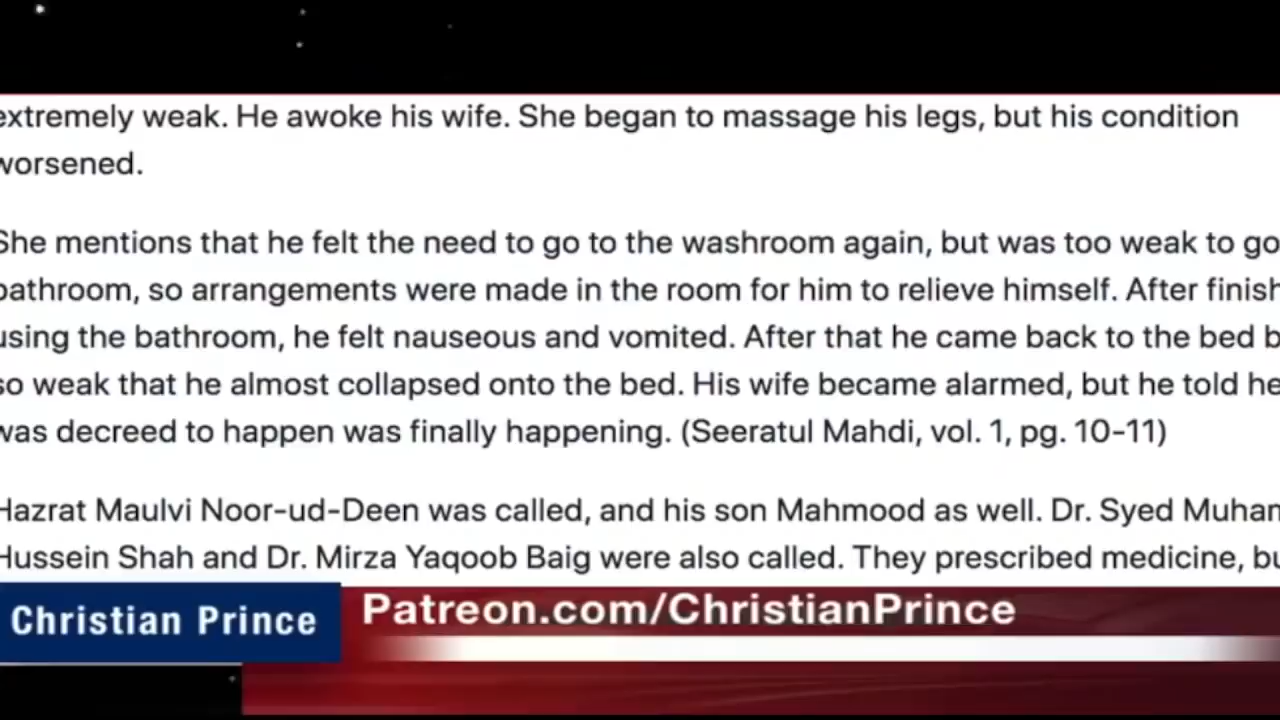 extremely weak. He awoke his wife. She began to massage his legs, but his condition
worsened.
She mentions that he felt the need to go to the washroom again, but was too weak to go
bathroom, so arrangements were made in the room for him to relieve himself. After finish
using the bathroom, he felt nauseous and vomited. After that he came back to the bed b
so weak that he almost collapsed onto the bed. His wife became alarmed, but he told he
was decreed to happen was finally happening. (Seeratul Mahdi, vol. 1, pg. 10-11)
Hazrat Maulvi Noor-ud-Deen was called, and his son Mahmood as well. Dr. Syed Muham
Hussein Shah and Dr. Mirza Yaqoob Baig were also called. They prescribed medicine, bu
Christian Prince
Patreon.com/ChristianPrince